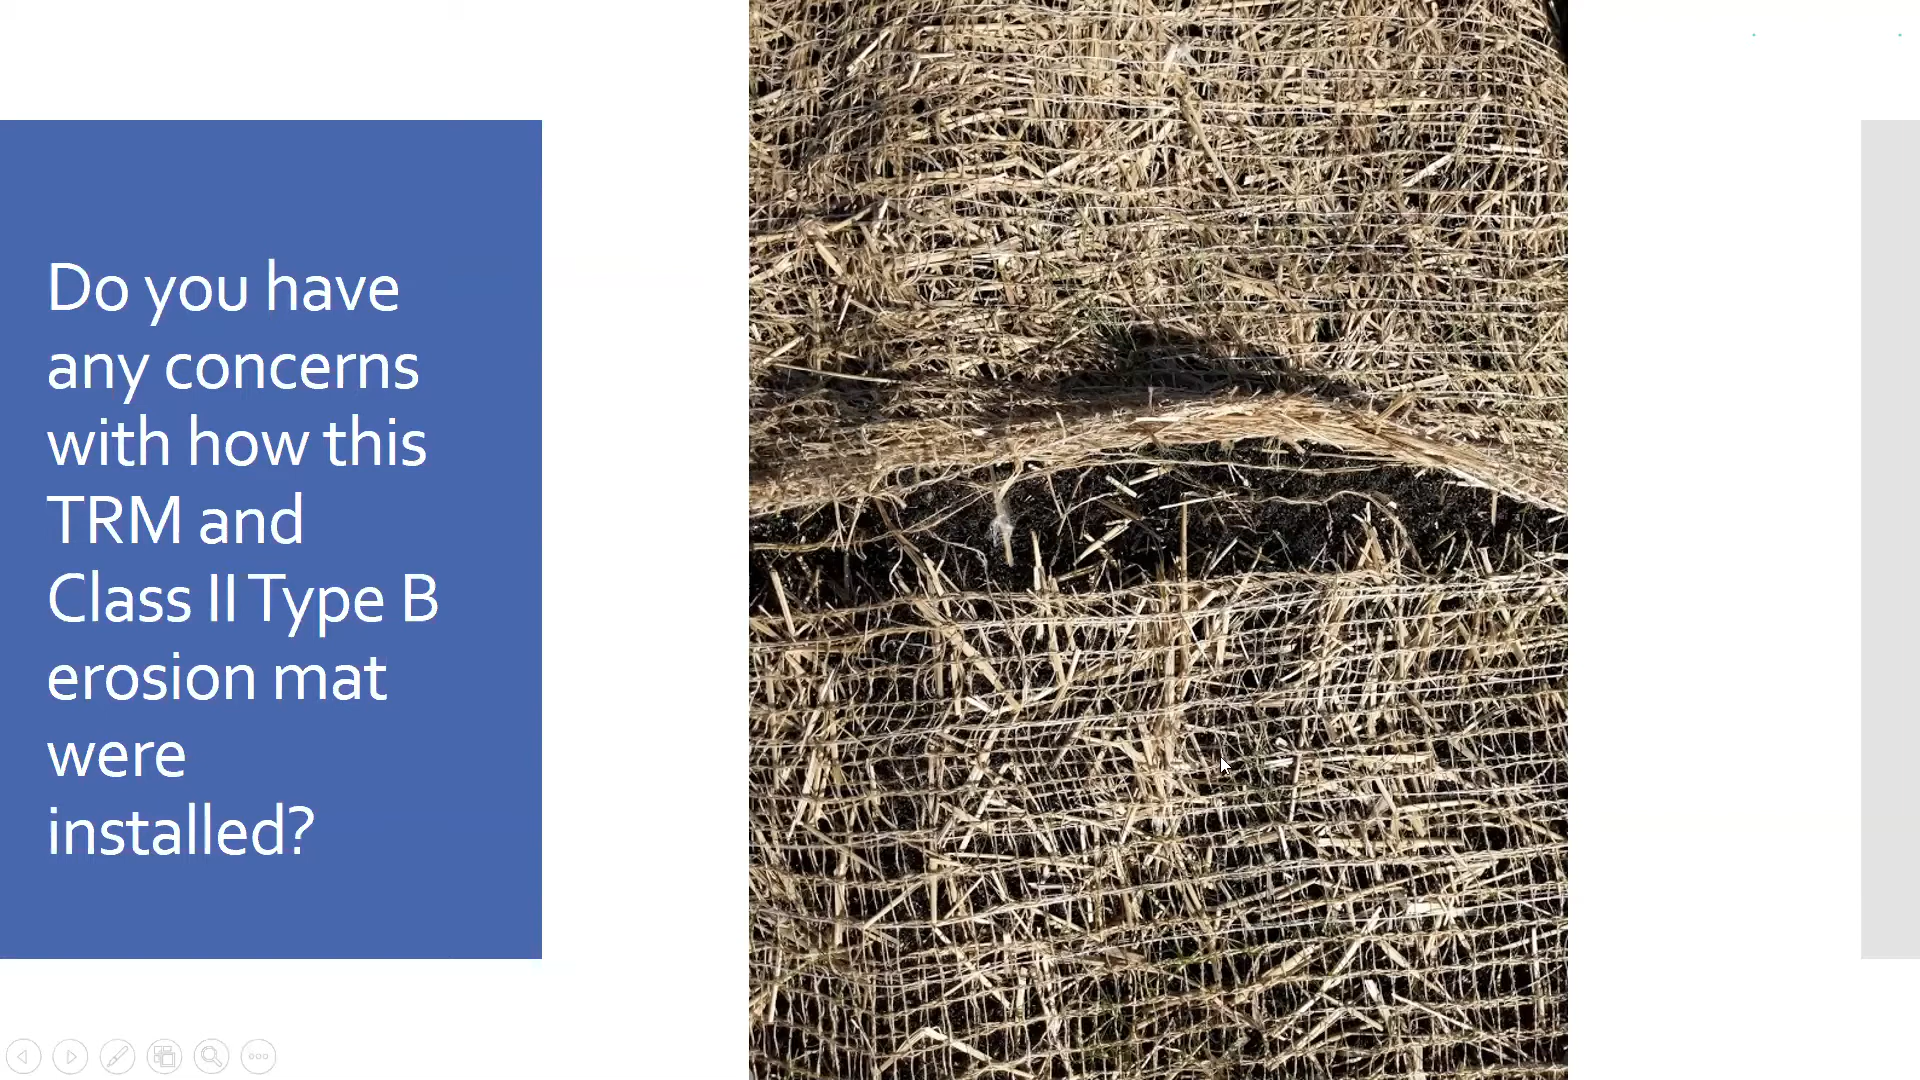 Do you have
any concerns
with how this
TRM and
Class II Type B
erosion mat
were
installed?